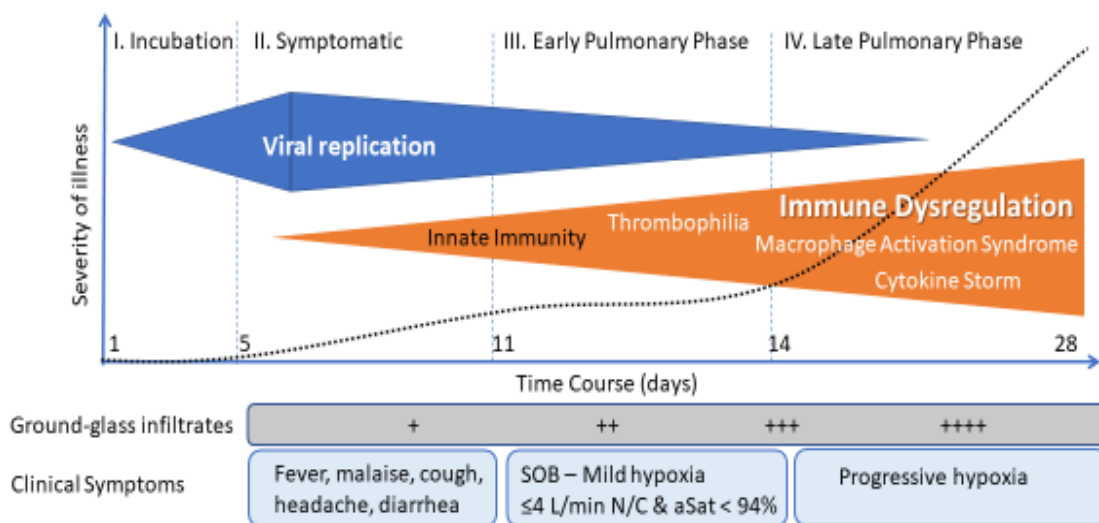 I. Incubation
II. Symptomatic
III. Early Pulmonary Phase
IV. Late Pulmonary Phase
Severity of illness
Viral replication
Innate Immunity
Thrombophilia
Immune Dysregulation
Macrophage Activation Syndrome
Cytokine Storm
1
5
11
14
28
Time Course (days)
Ground-glass infiltrates
+
++
+++
++++
Clinical Symptoms
Fever, malaise, cough,
headache, diarrhea
SOB – Mild hypoxia
≤4 L/min N/C & aSat < 94%
Progressive hypoxia